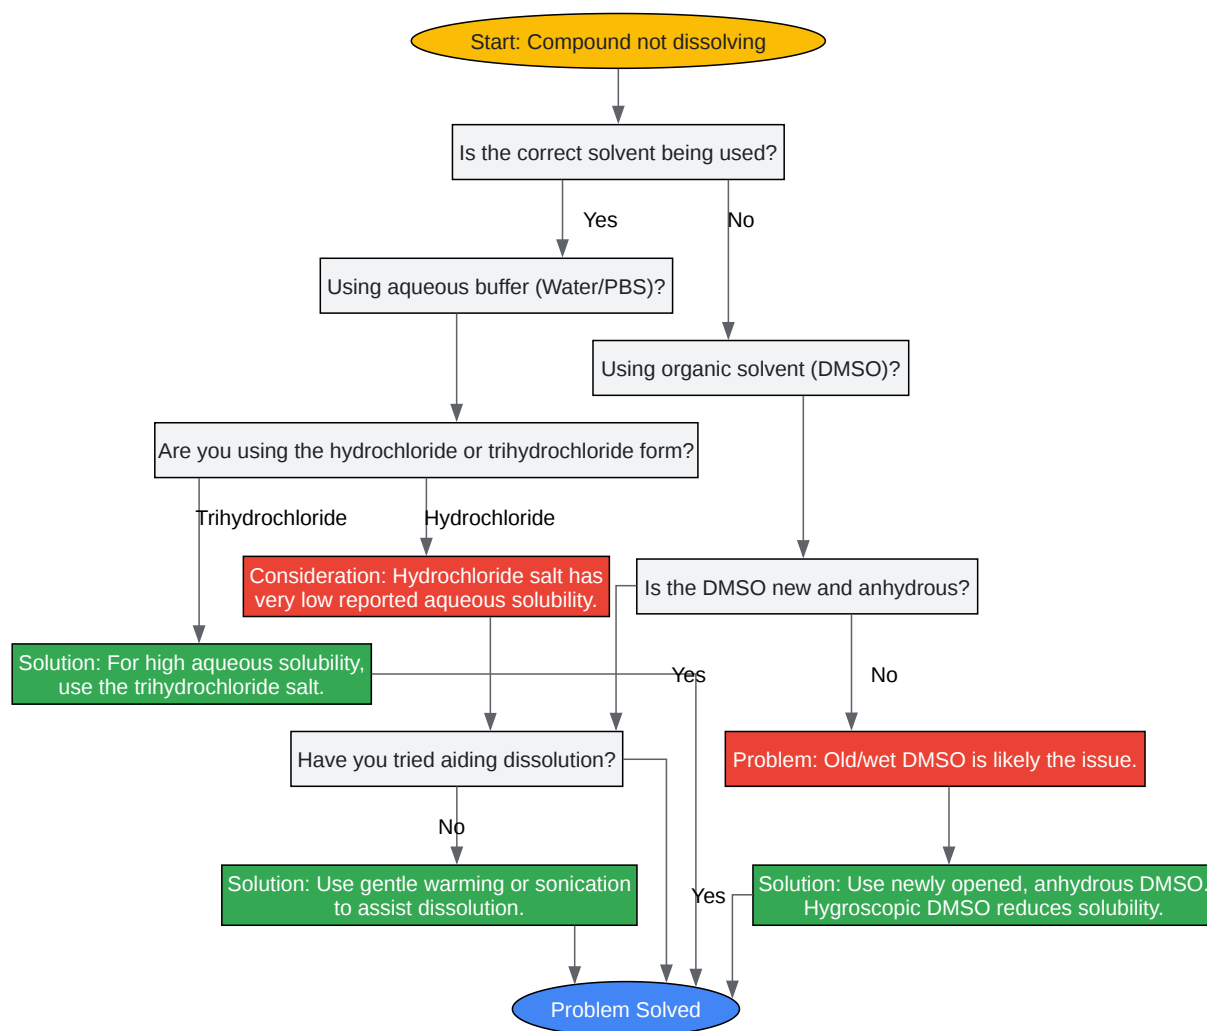 Start: Compound not dissolving
Is the correct solvent being used?
Yes
No
Using aqueous buffer (Water/PBS)?
Using organic solvent (DMSO)?
Are you using the hydrochloride or trihydrochloride form?
Trihydrochloride
Hydrochloride
Consideration: Hydrochloride salt has
very low reported aqueous solubility.
Is the DMSO new and anhydrous?
Solution: For high aqueous solubility,
use the trihydrochloride salt.
Yes
No
Have you tried aiding dissolution?
Problem: Old/wet DMSO is likely the issue.
No
Solution: Use gentle warming or sonication
to assist dissolution.
Yes
Solution: Use newly opened, anhydrous DMSO.
Hygroscopic DMSO reduces solubility.
Problem Solved